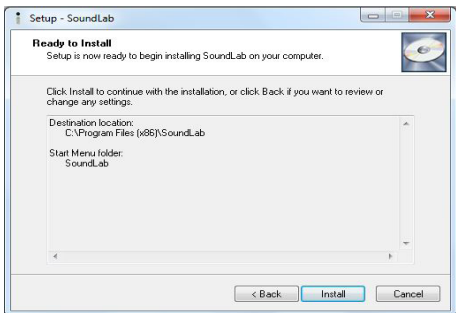 Setup - SoundLab
Ready to Install
Setup is now ready to begin installing SoundLab on your computer.
Click Install to continue with the installation, or click Back if you want to review or
change any settings.
Destination location:
C:\Program Files (x86)\SoundLab
Start Menu folder:
SoundLab
< Back
Install
Cancel